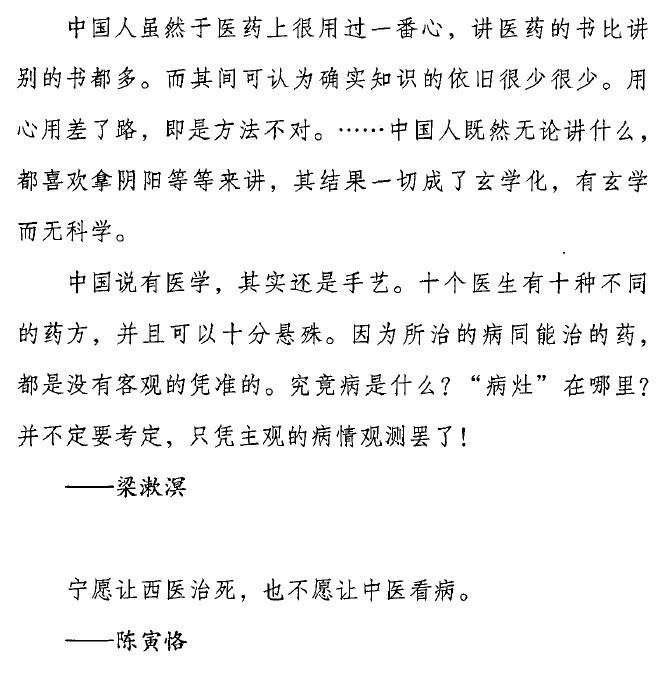 中国人虽然于医药上很用过一番心，讲医药的书比讲
别的书都多。而其间可认为确实知识的依旧很少很少。用
心用差了路，即是方法不对。……中国人既然无论讲什么，
都喜欢拿阴阳等等来讲，其结果一切成了玄学化，有玄学
而无科学。
中国说有医学，其实还是手艺。十个医生有十种不同
的药方，并且可以十分悬殊。因为所治的病同能治的药，
都是没有客观的凭准的。究竟病是什么？“病灶”在哪里？
并不定要考定，只凭主观的病情观测罢了！
——梁漱溟
宁愿让西医治死，也不愿让中医看病。
——陈寅恪